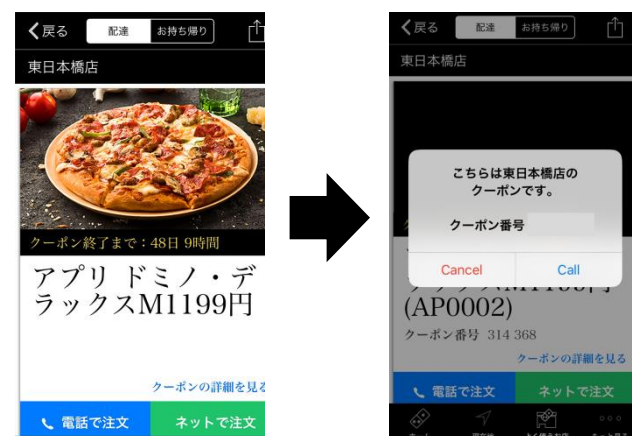 戻る 配達 お持ち帰り
東日本橋店
クーポン終了まで：48日 9時間
アプリ ドミノ・デ
ラックスM1199円
クーポンの詳細を見る
電話で注文 ネットで注文
戻る 配達 お持ち帰り
東日本橋店
こちらは東日本橋店の
クーポンです。
クーポン番号
Cancel Call
(AP0002)
クーポン番号 314 368
クーポンの詳細を見る
電話で注文 ネットで注文